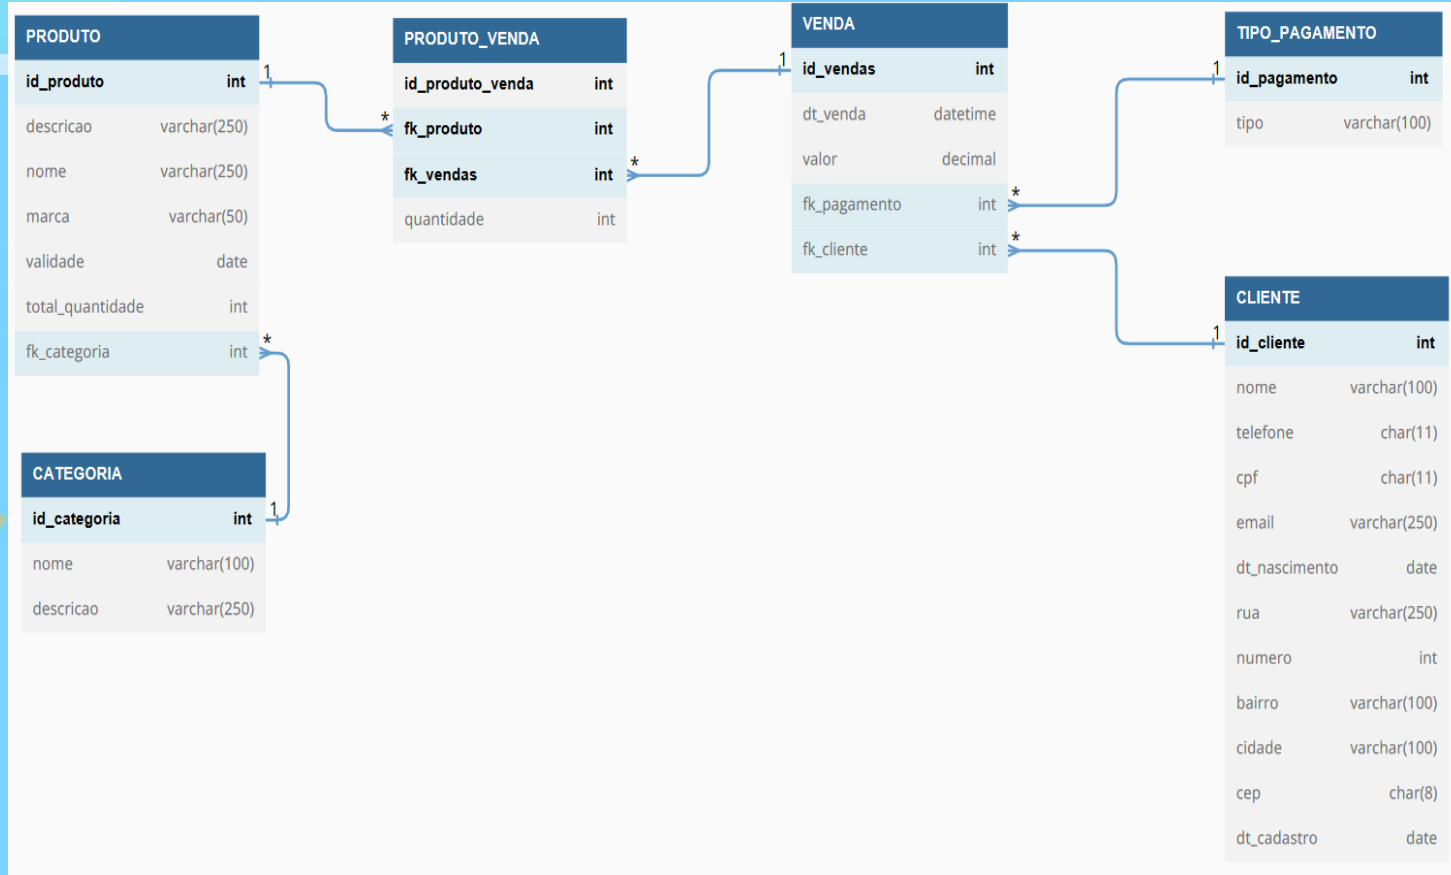 PRODUTO
id_produto int
descricao varchar(250)
nome varchar(250)
marca varchar(50)
validade date
total_quantidade int
fk_categoria int
1
*
*
1
PRODUTO_VENDA
id_produto_venda int
fk_produto int
fk_vendas int
quantidade int
*
1
VENDA
id_vendas int
dt_venda datetime
valor decimal
fk_pagamento int
fk_cliente int
*
*
1
1
TIPO_PAGAMENTO
id_pagamento int
tipo varchar(100)
CLIENTE
id_cliente int
nome varchar(100)
telefone char(11)
cpf char(11)
email varchar(250)
dt_nascimento date
rua varchar(250)
numero int
bairro varchar(100)
cidade varchar(100)
cep char(8)
dt_cadastro date
CATEGORIA
id_categoria int
nome varchar(100)
descricao varchar(250)